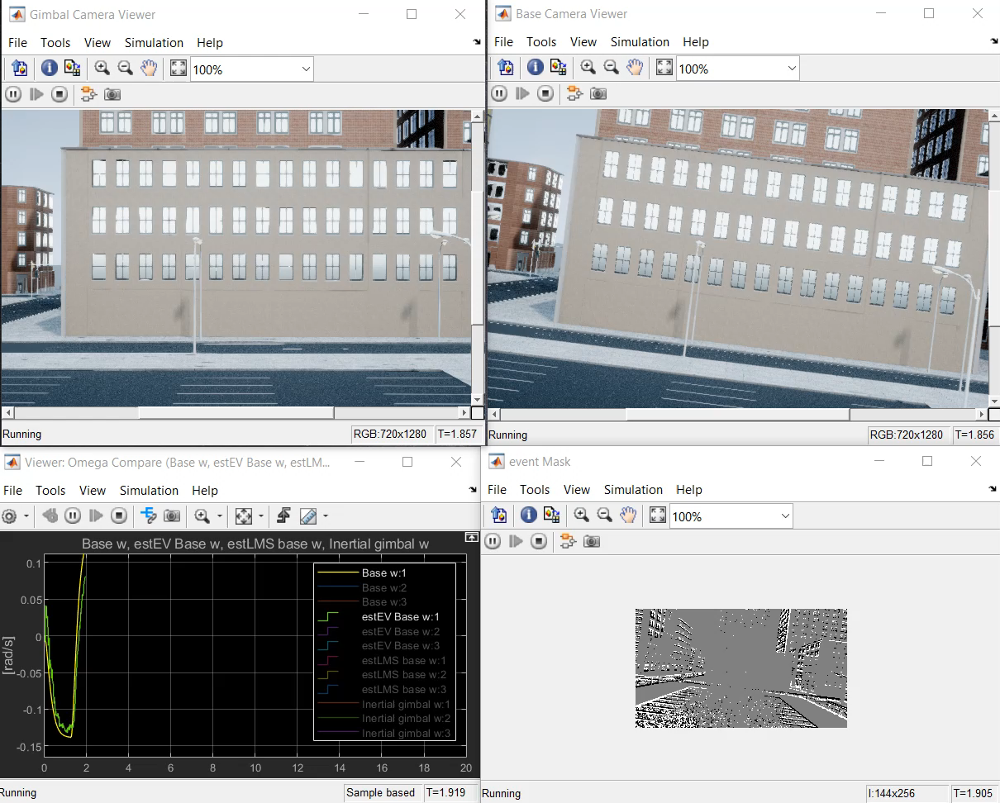 Gimbal Camera Viewer
File Tools View Simulation Help
100%
Running
RGB:720x1280
T=1.857
Base Camera Viewer
File Tools View Simulation Help
100%
Running
RGB:720x1280
T=1.856
Viewer: Omega Compare (Base w, estEV Base w, estLM...
File Tools View Simulation Help
Base w, estEV Base w, estLMS base w, Inertial gimbal w
[rad/s]
0.1
0.05
0
-0.05
-0.1
-0.15
0 2 4 6 8 10 12 14 16 18 20
Base w:1
Base w:2
Base w:3
estEV Base w:1
estEV Base w:2
estEV Base w:3
estLMS base w:1
estLMS base w:2
estLMS base w:3
Inertial gimbal w:1
Inertial gimbal w:2
Inertial gimbal w:3
Running
Sample based
T=1.919
event Mask
File Tools View Simulation Help
100%
Running
I:144x256
T=1.905